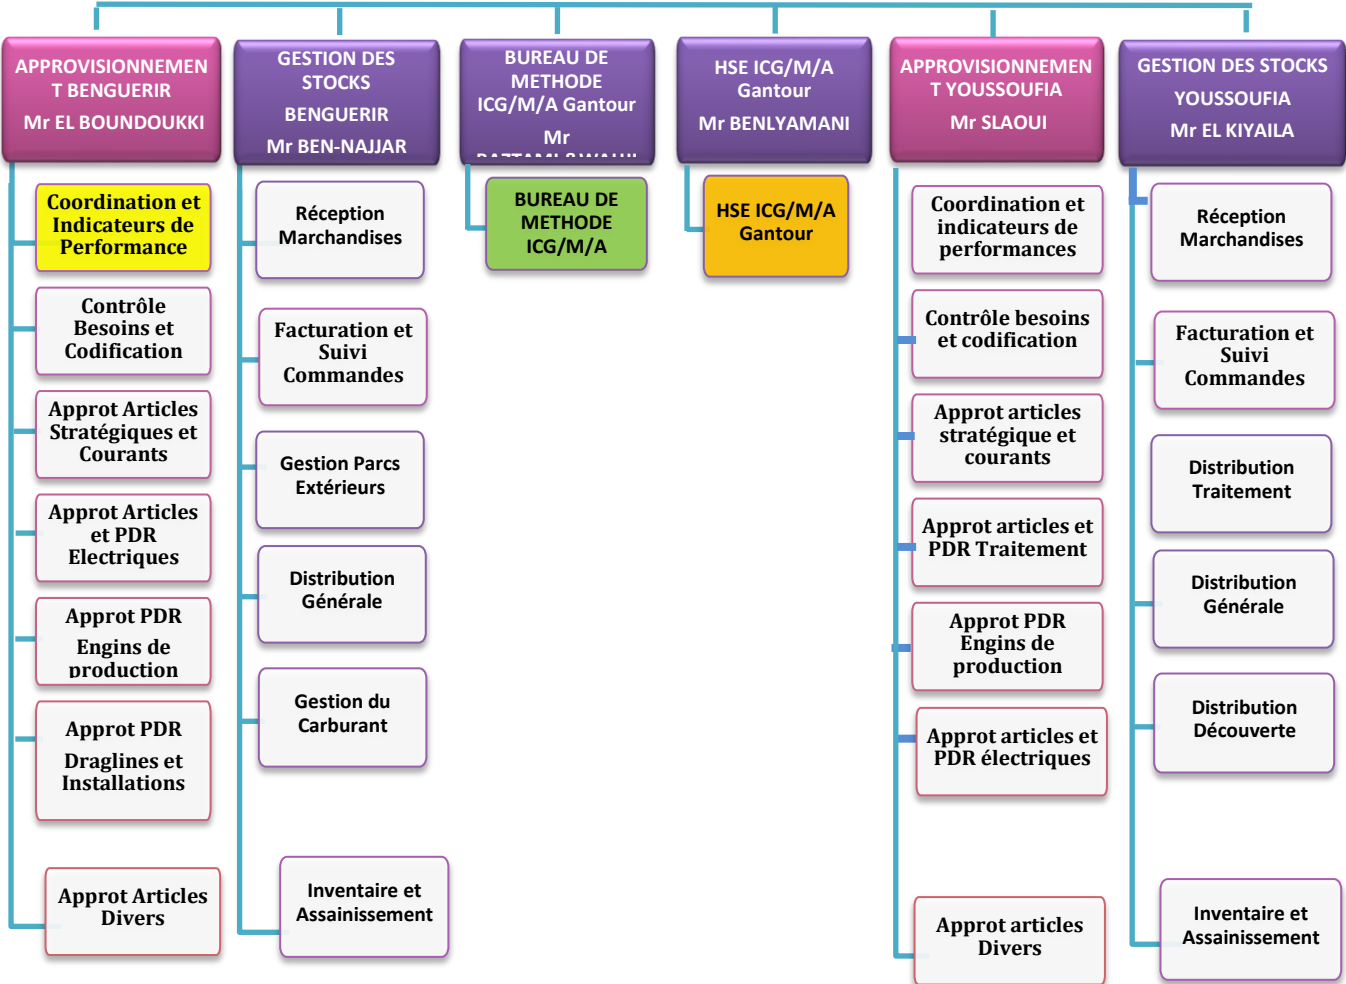 APPROVISIONNEMEN
T BENGUERIR
Mr EL BOUNDOUKKI
GESTION DES
STOCKS
BENGUERIR
Mr BEN-NAJJAR
BUREAU DE
METHODE
ICG/M/A Gantour
Mr
HSE ICG/M/A
Gantour
Mr BENLYAMANI
APPROVISIONNEMEN
T YOUSSOUFIA
Mr SLAOUI
GESTION DES STOCKS
YOUSSOUFIA
Mr EL KIYAILA
Coordination et
Indicateurs de
Performance
Contrôle
Besoins et
Codification
Approt Articles
Stratégiques et
Courants
Approt Articles
et PDR
Electriques
Approt PDR
Engins de
production
Approt PDR
Draglines et
Installations
Approt Articles
Divers
Réception
Marchandises
Facturation et
Suivi
Commandes
Gestion Parcs
Extérieurs
Distribution
Générale
Gestion du
Carburant
Inventaire et
Assainissement
BUREAU DE
METHODE
ICG/M/A
HSE ICG/M/A
Gantour
Coordination et
indicateurs de
performances
Contrôle besoins
et codification
Approt articles
stratégique et
courants
Approt articles et
PDR Traitement
Approt PDR
Engins de
production
Approt articles et
PDR électriques
Approt articles
Divers
Réception
Marchandises
Facturation et
Suivi
Commandes
Distribution
Traitement
Distribution
Générale
Distribution
Découverte
Inventaire et
Assainissement